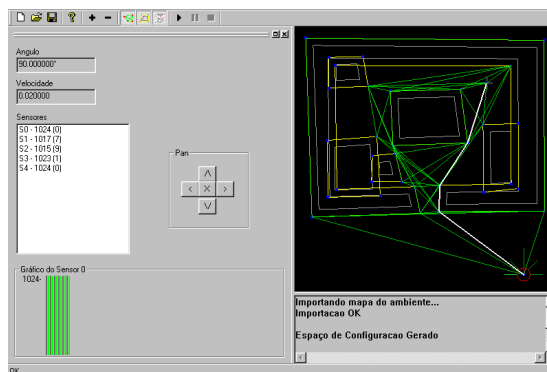 Angulo
90.000000°
Velocidade
0.020000
Sensores
S0 - 1024 (0)
S1 - 1017 (7)
S2 - 1015 (9)
S3 - 1023 (1)
S4 - 1024 (0)
Pan
Λ
< X >
V
Gráfico do Sensor 0
1024-
Importando mapa do ambiente...
Importacao OK
Espaço de Configuracao Gerado
OK